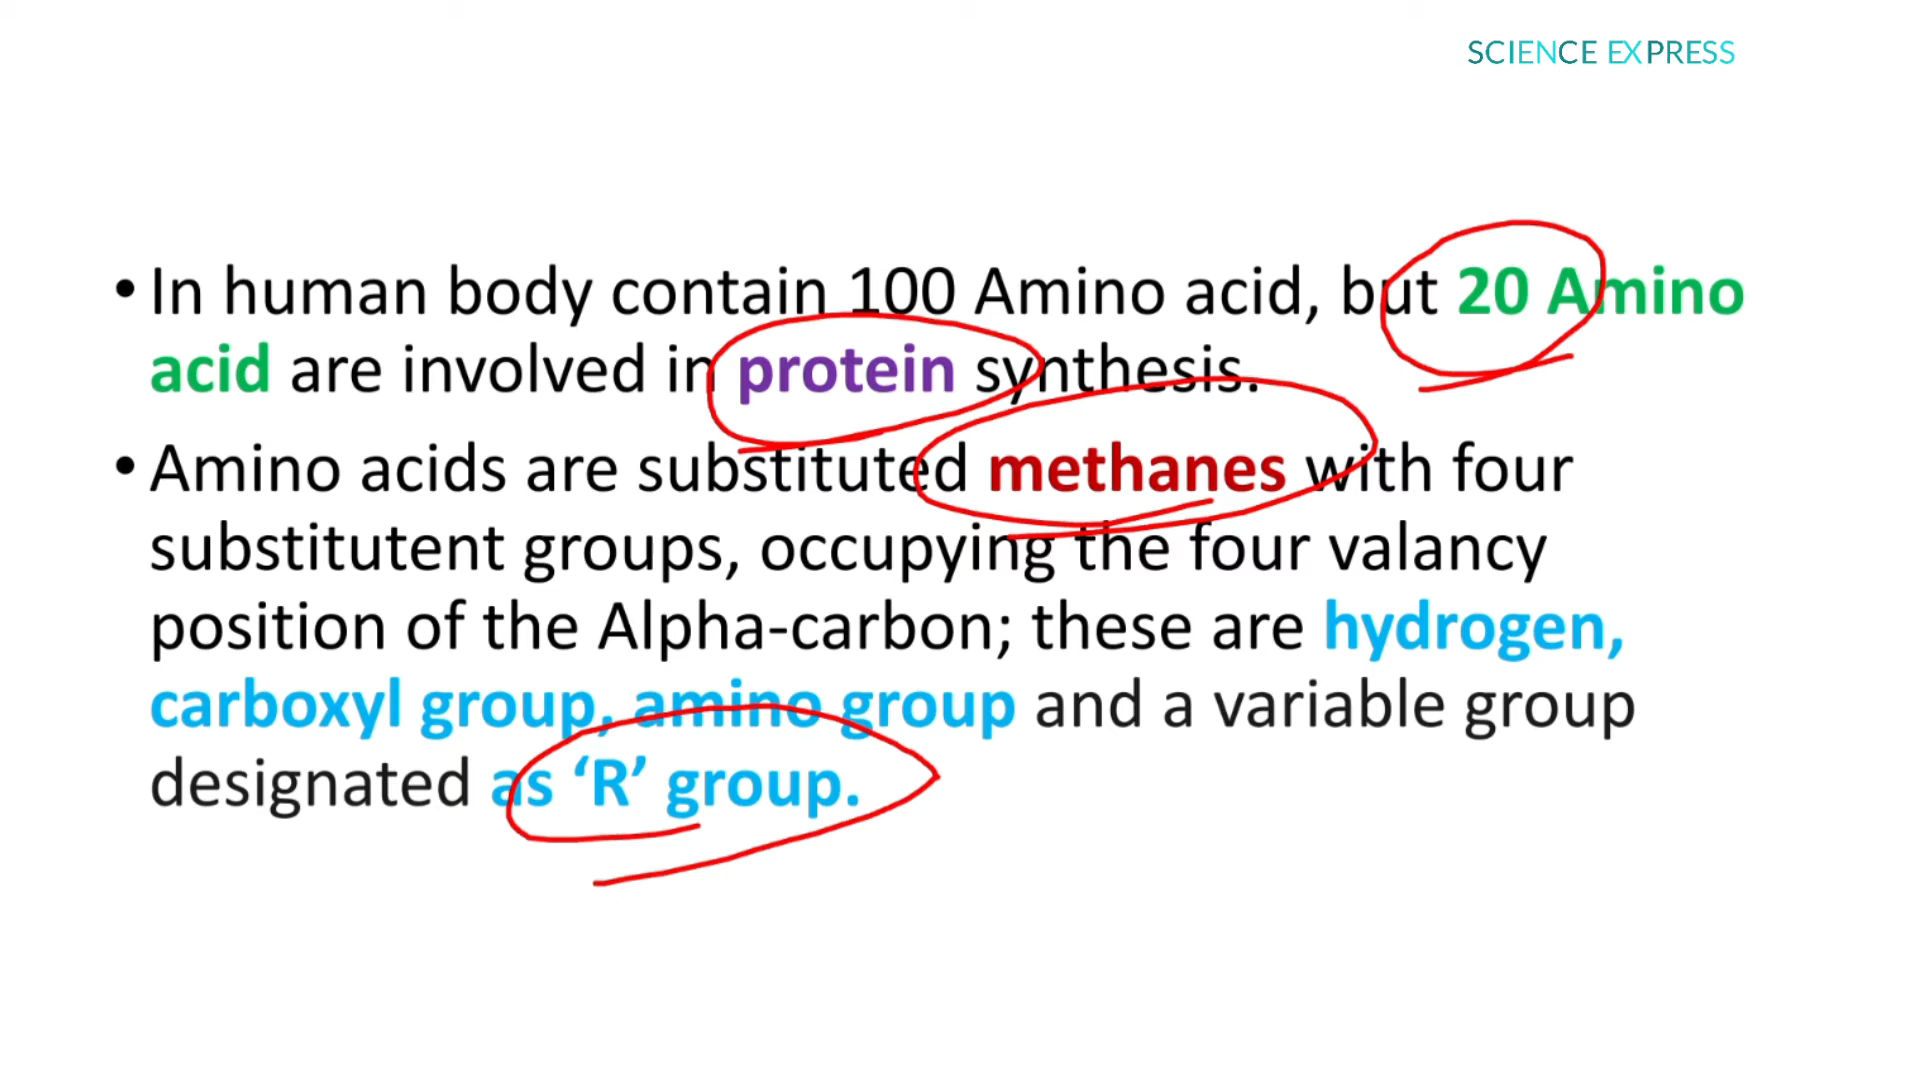 SCIENCE EXPRESS
• In human body contain 100 Amino acid, but 20 Amino
acid are involved in protein synthesis.
• Amino acids are substituted methanes with four
substitutent groups, occupying the four valancy
position of the Alpha-carbon; these are hydrogen,
carboxyl group, amino group and a variable group
designated as ‘R’ group.